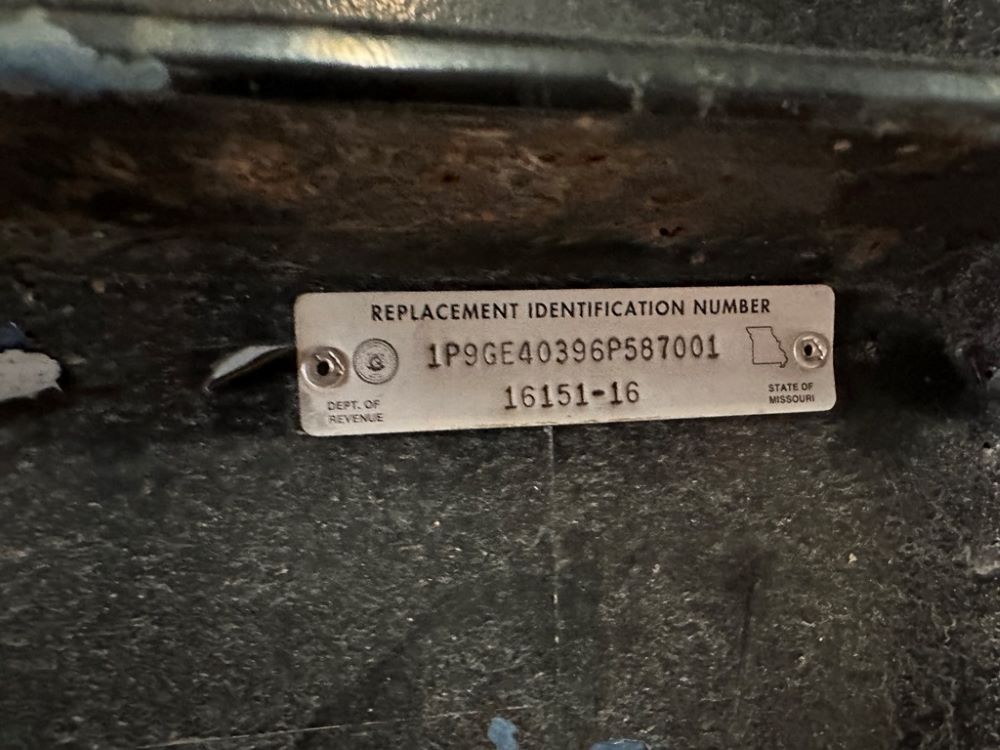 REPLACEMENT IDENTIFICATION NUMBER
1P9GE40396P587001
16151-16
DEPT. OF
REVENUE
STATE OF
MISSOURI